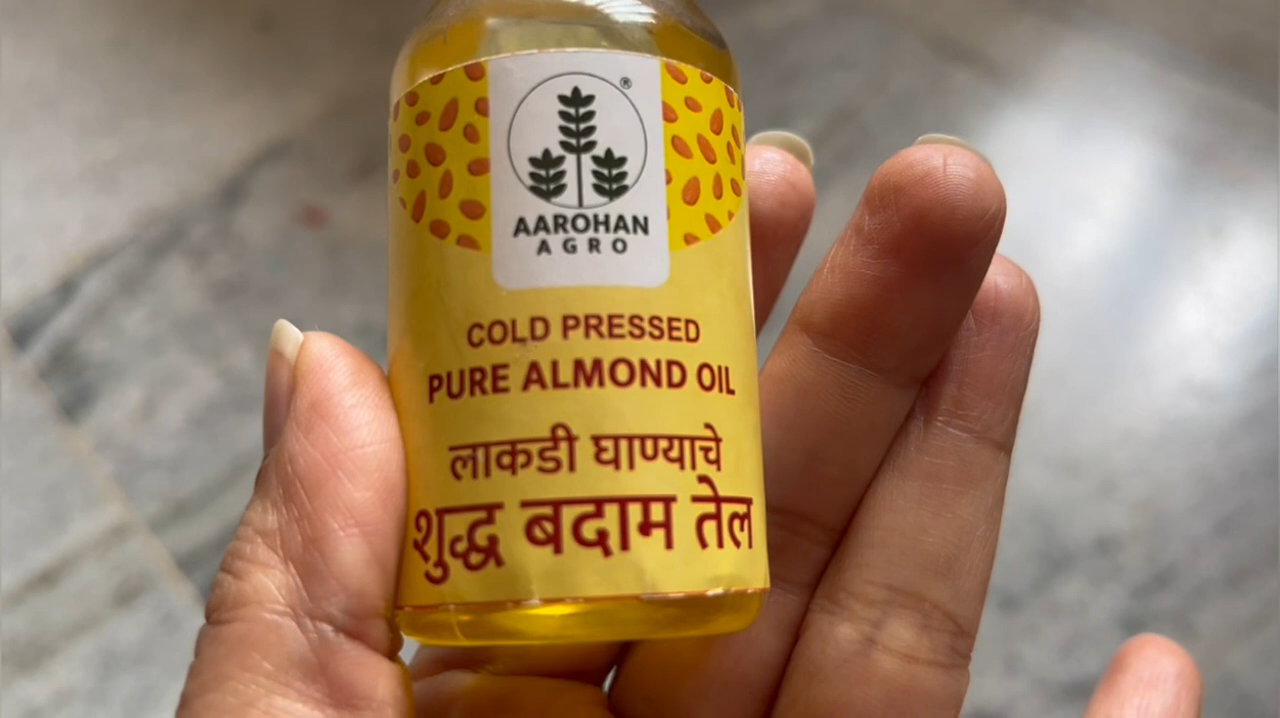 ®
AAROHAN
AGRO
COLD PRESSED
PURE ALMOND OIL
लाकडी घाण्याचे
शुद्ध बदाम तेल